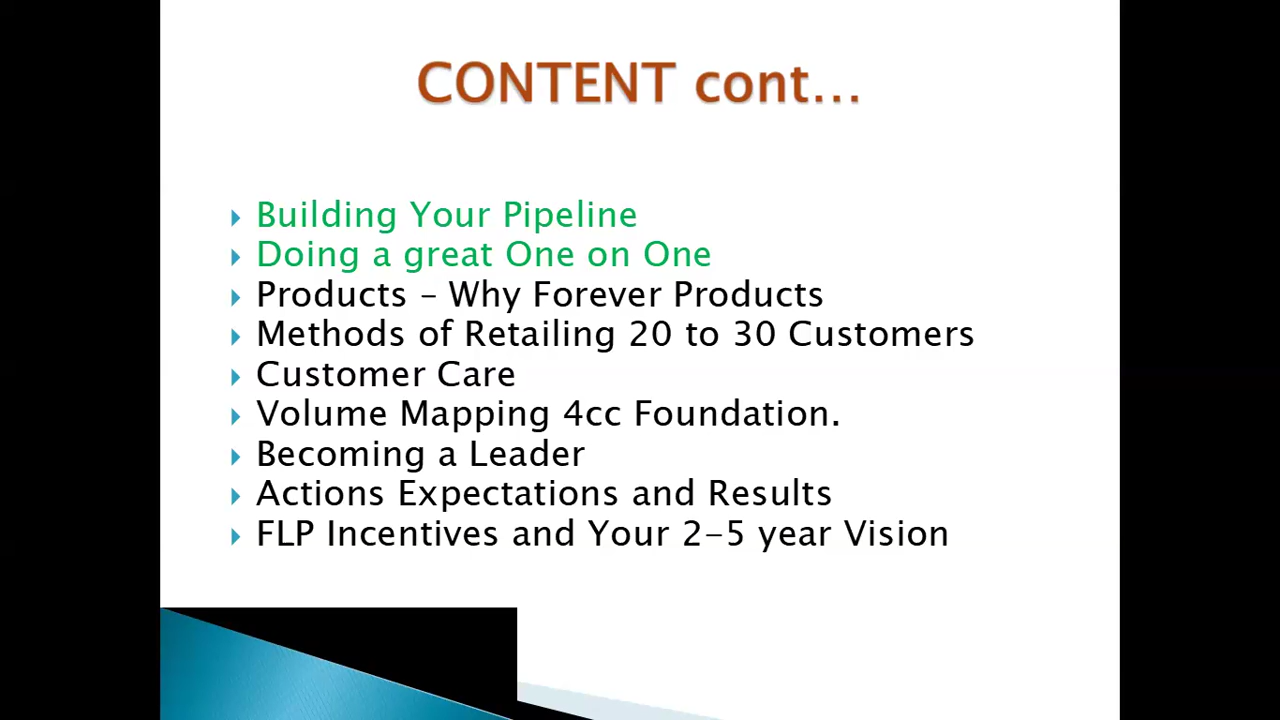 CONTENT cont...
Building Your Pipeline
Doing a great One on One
Products – Why Forever Products
Methods of Retailing 20 to 30 Customers
Customer Care
Volume Mapping 4cc Foundation.
Becoming a Leader
Actions Expectations and Results
FLP Incentives and Your 2-5 year Vision